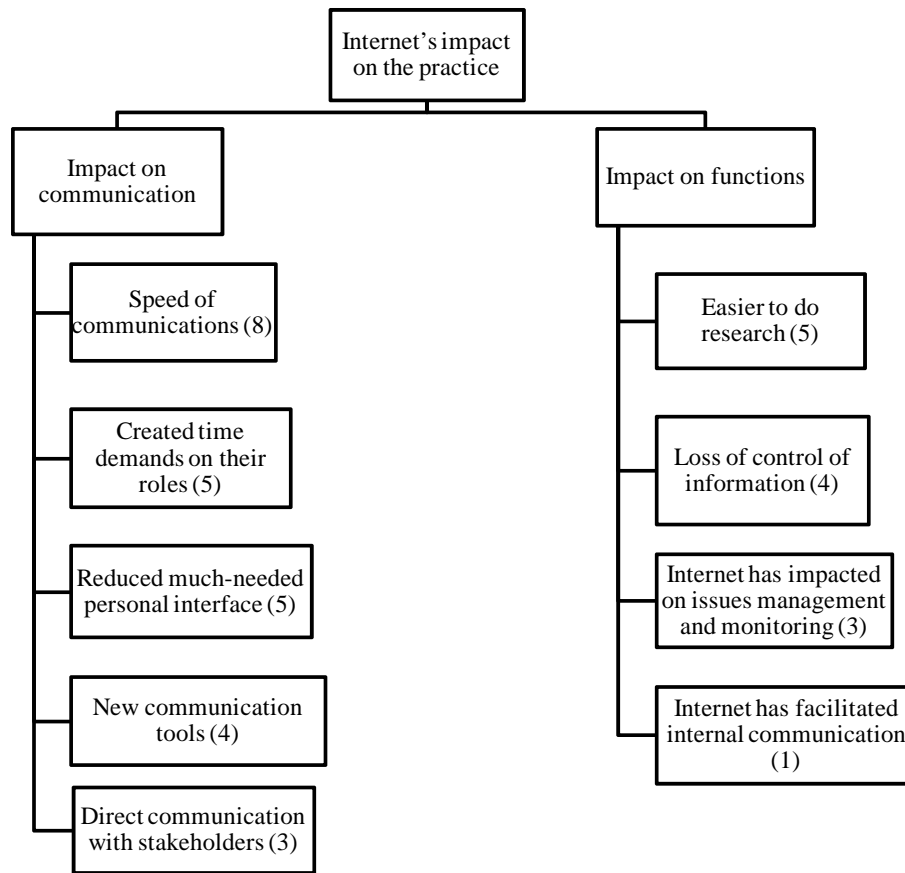 Internet’s impact
on the practice
Impact on
communication
Speed of
communications (8)
Created time
demands on their
roles (5)
Reduced much-needed
personal interface (5)
New communication
tools (4)
Direct communication
with stakeholders (3)
Impact on functions
Easier to do
research (5)
Loss of control of
information (4)
Internet has impacted
on issues management
and monitoring (3)
Internet has facilitated
internal communication
(1)